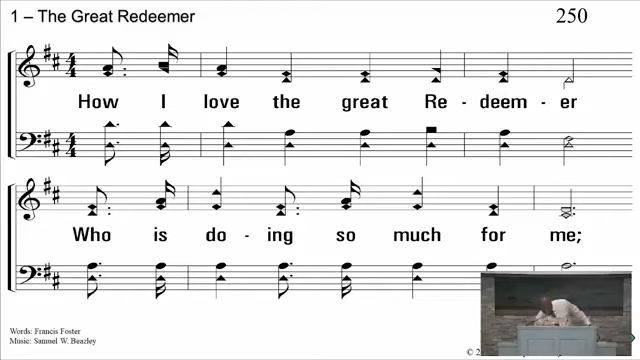 1 – The Great Redeemer
250
How I love the great Re - deem - er
Who is do - ing so much for me;
Words: Francis Foster
Music: Samuel W. Beazley
© 2